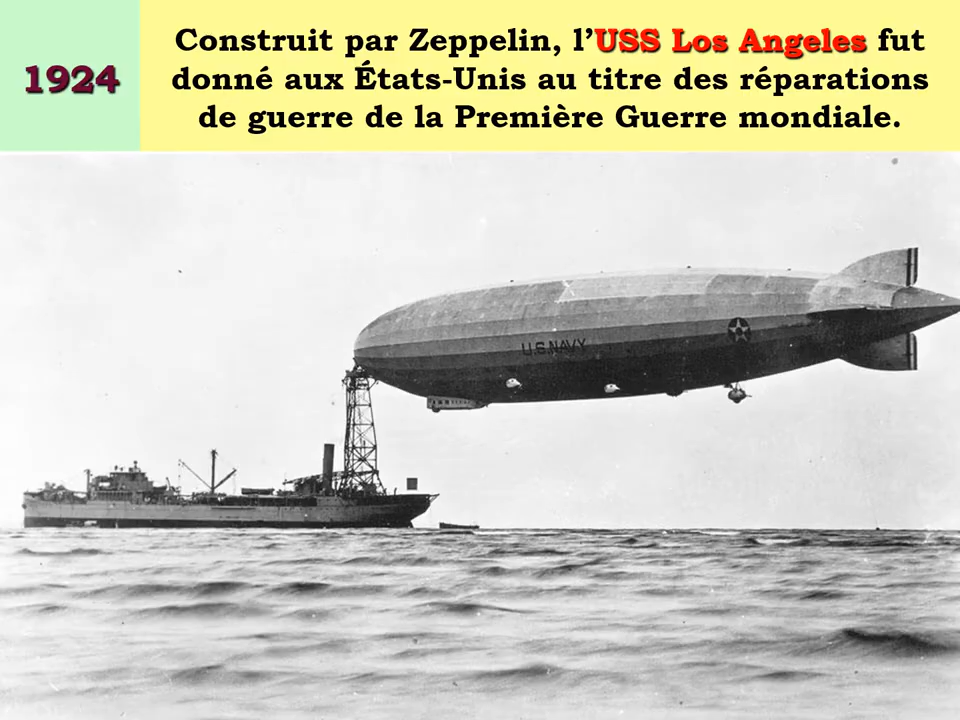 1924
Construit par Zeppelin, l’USS Los Angeles fut
donné aux États-Unis au titre des réparations
de guerre de la Première Guerre mondiale.
U.S.NAVY